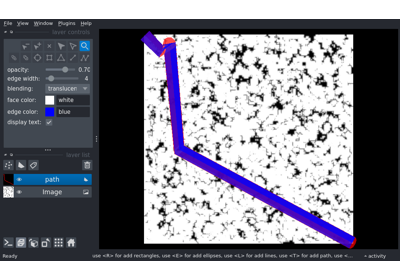 File View Window Plugins Help
layer controls
opacity: 0.70
edge width: 4
blending: translucen
face color: white
edge color: blue
display text:
layer list
path
Image
Ready
use <R> for add rectangles, use <E> for add ellipses, use <L> for add lines, use <T> for add path, use <...
activity